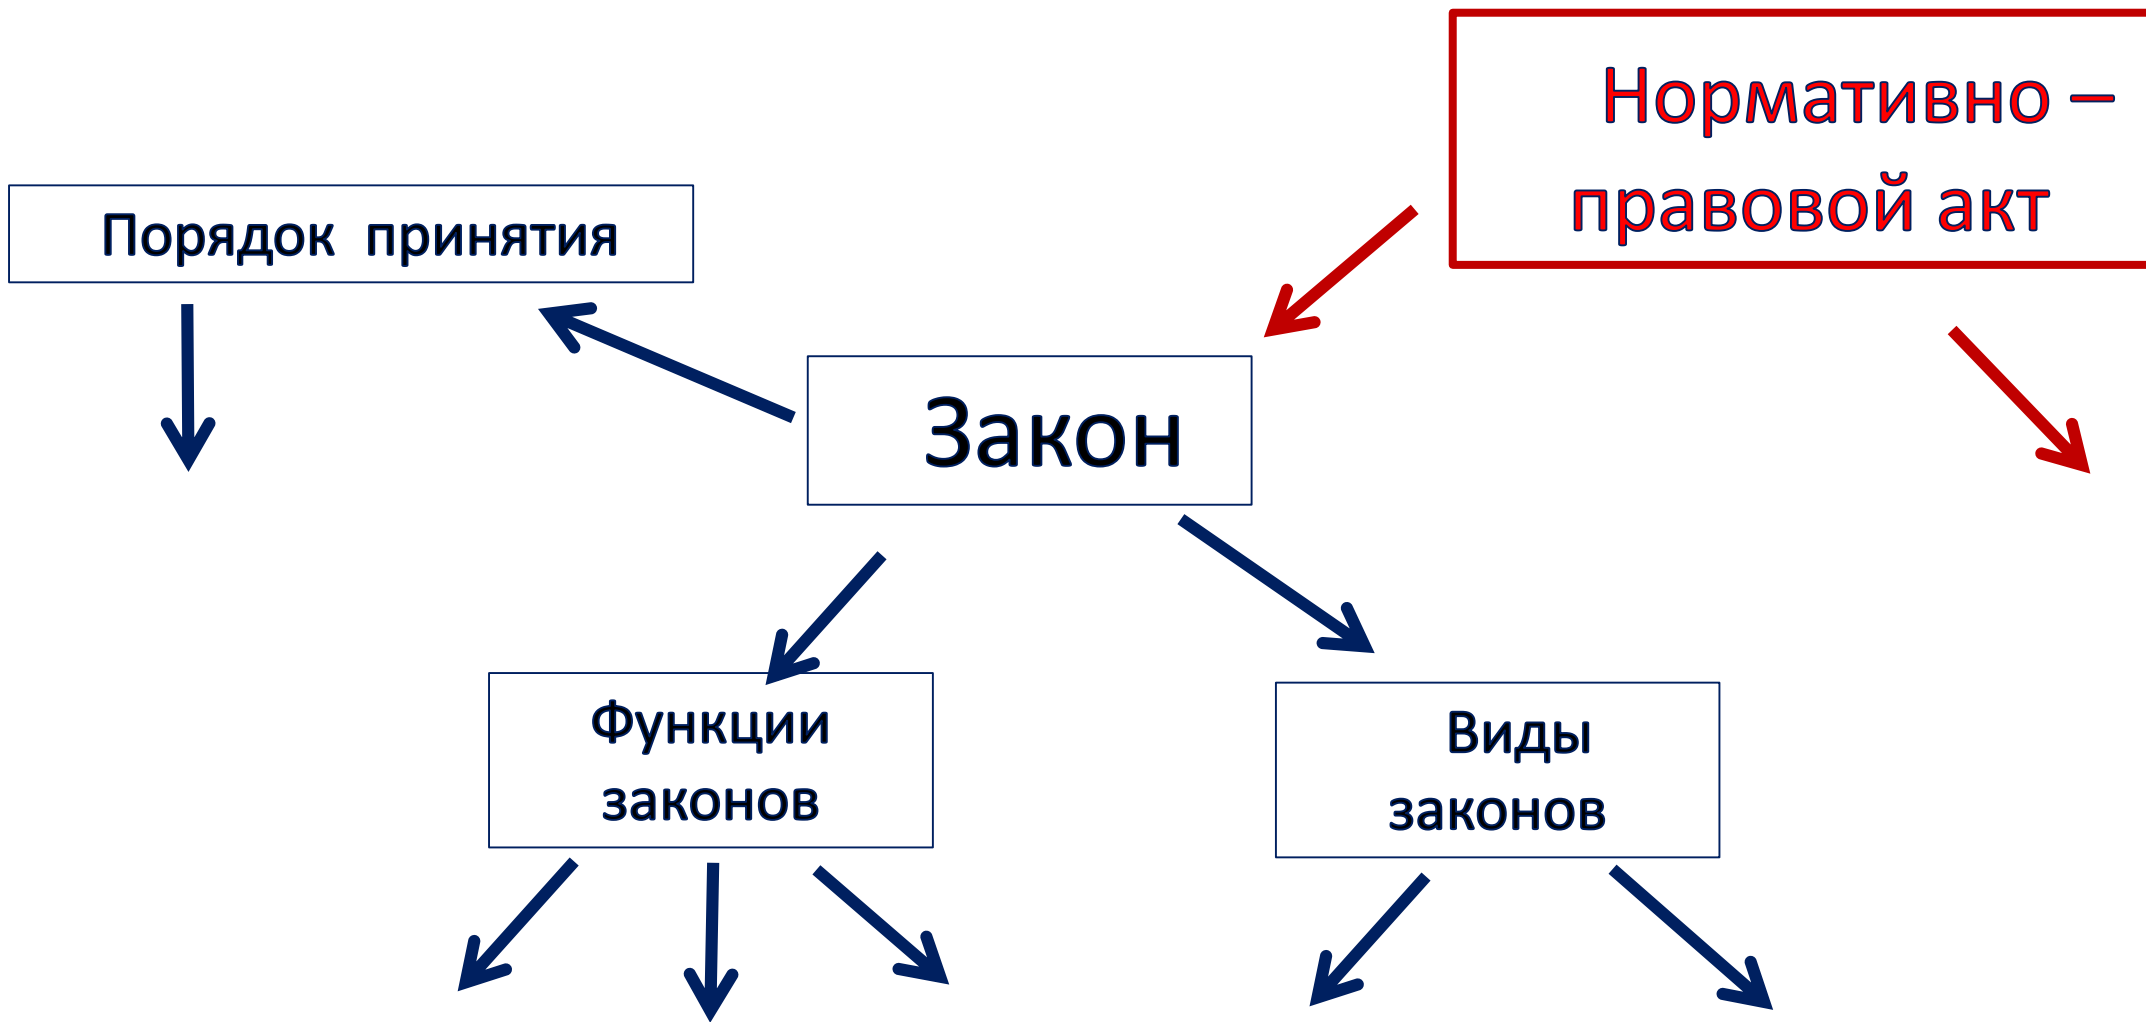 Нормативно –
правовой акт
Порядок принятия
Закон
Функции
законов
Виды
законов